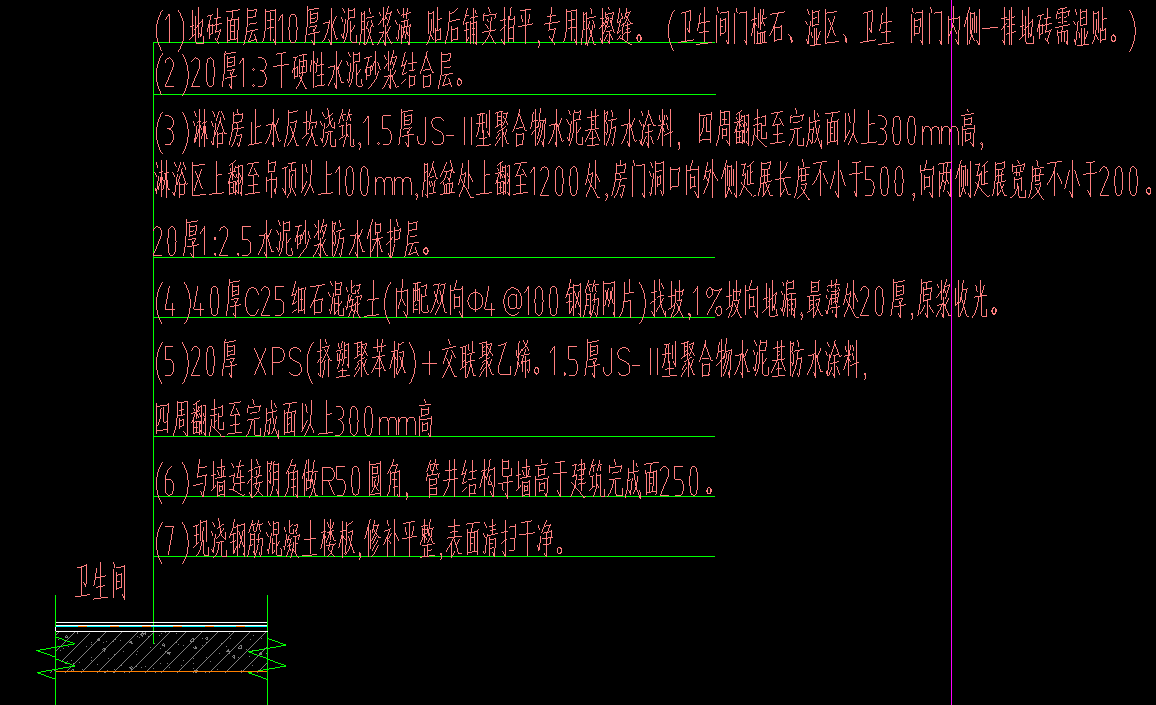 (1)地砖面层用10厚水泥胶浆满 贴后铺实拍平,专用胶擦缝。 (卫生间门槛石、湿区、卫生 间门内侧一排地砖需湿贴。)
(2)20厚1:3干硬性水泥砂浆结合层。
(3)淋浴房止水反坎浇筑,1.5厚JS-II型聚合物水泥基防水涂料, 四周翻起至完成面以上300mm高,
淋浴区上翻至吊顶以上100mm,脸盆处上翻至1200处,房门洞口向外侧延展长度不小于500,向两侧延展宽度不小于200。
20厚1:2.5水泥砂浆防水保护层。
(4)40厚C25细石混凝土(内配双向Φ4@100钢筋网片)找坡,1%坡向地漏,最薄处20厚,原浆收光。
(5)20厚 XPS(挤塑聚苯板)+交联聚乙烯。1.5厚JS-II型聚合物水泥基防水涂料,
四周翻起至完成面以上300mm高
(6)与墙连接阴角做R50圆角, 管井结构导墙高于建筑完成面250。
(7)现浇钢筋混凝土楼板,修补平整,表面清扫干净。
卫生间